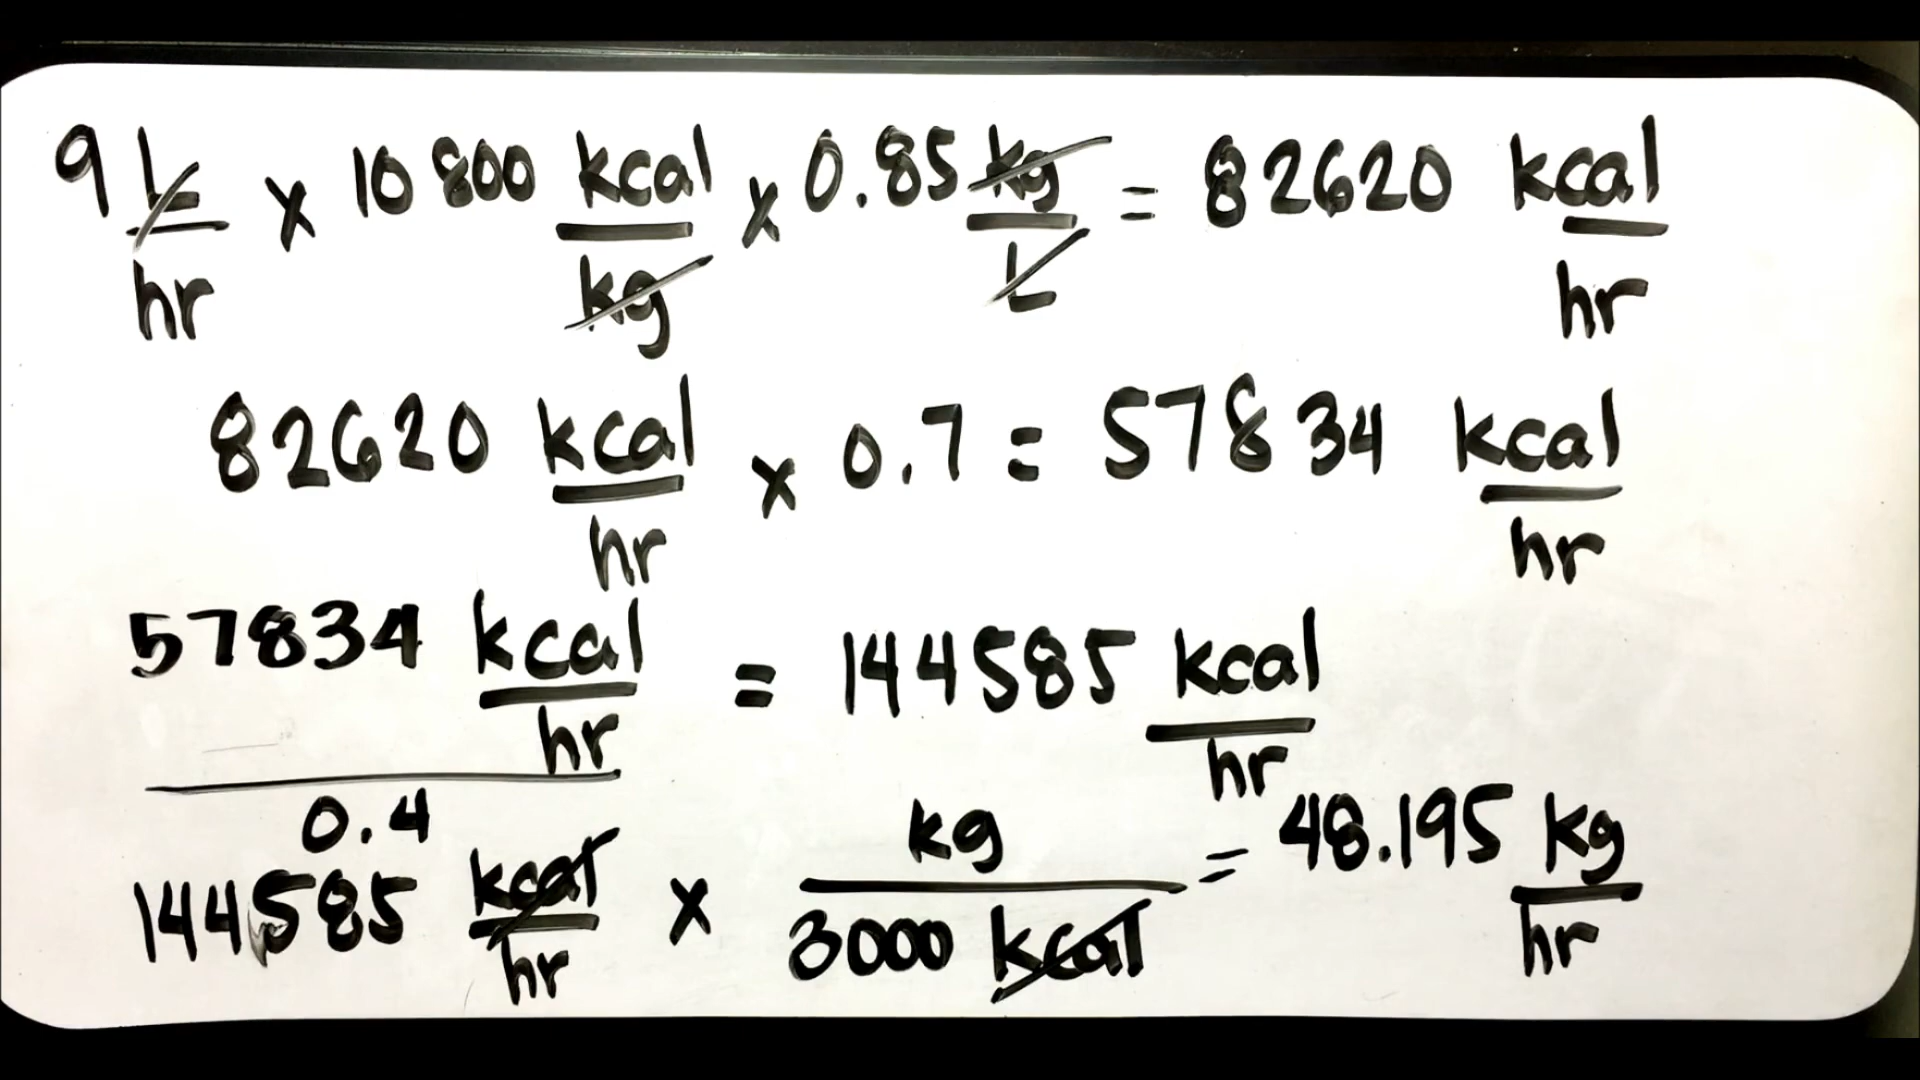 9 L/hr x 10800 kcal/kg x 0.85 kg/L = 82620 kcal/hr
82620 kcal/hr x 0.7 = 57834 kcal/hr
57834 kcal/hr / 0.4 = 144585 kcal/hr
144585 kcal/hr x kg/3000 kcal = 48.195 kg/hr